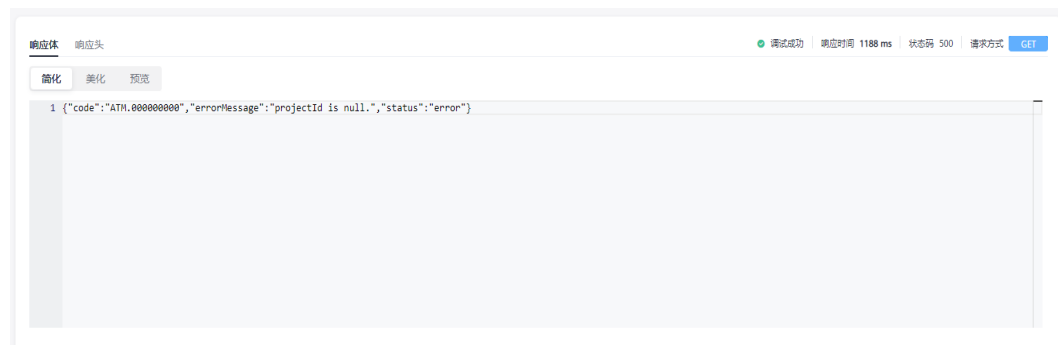 响应体 响应头
调试成功 响应时间 1188 ms 状态码 500 请求方式 GET
简化 美化 预览
1 {"code":"ATM.000000000","errorMessage":"projectId is null.","status":"error"}